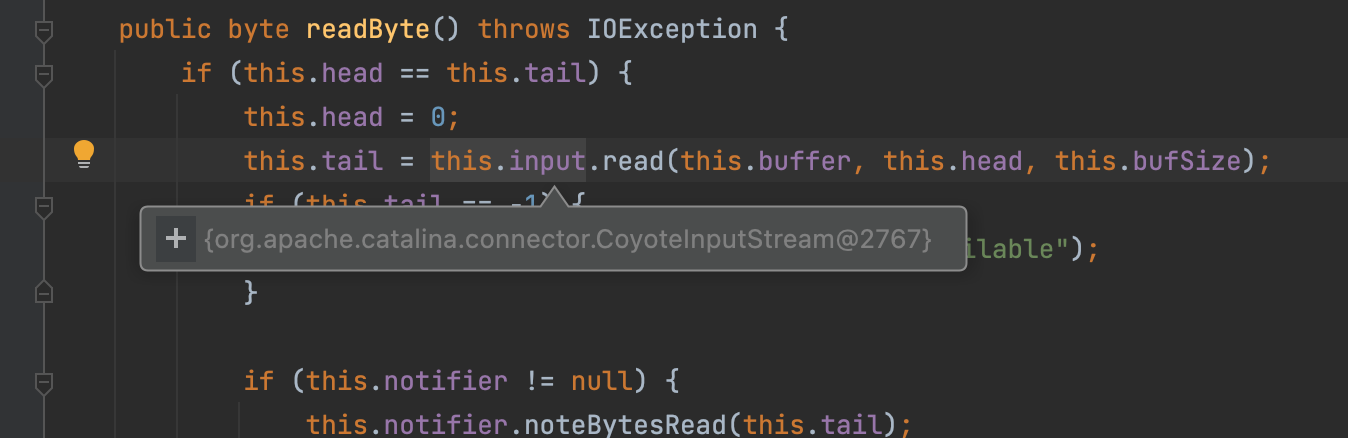 public byte readByte() throws IOException {
if (this.head == this.tail) {
this.head = 0;
this.tail = this.input.read(this.buffer, this.head, this.bufSize);
if (this.tail == -1) {
+ {org.apache.catalina.connector.CoyoteInputStream@2767}
ilable");
}
if (this.notifier != null) {
this.notifier.noteBytesRead(this.tail);